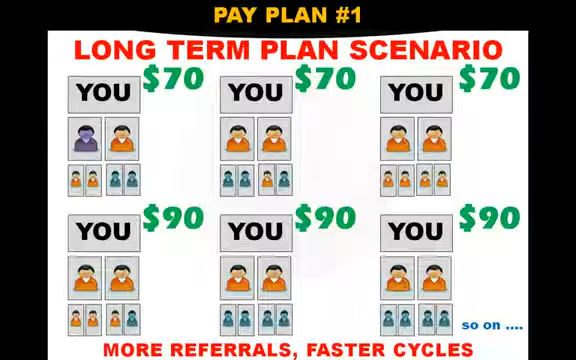 PAY PLAN #1
LONG TERM PLAN SCENARIO
YOU $70 YOU $70 YOU $70
YOU $90 YOU $90 YOU $90
so on ....
MORE REFERRALS, FASTER CYCLES